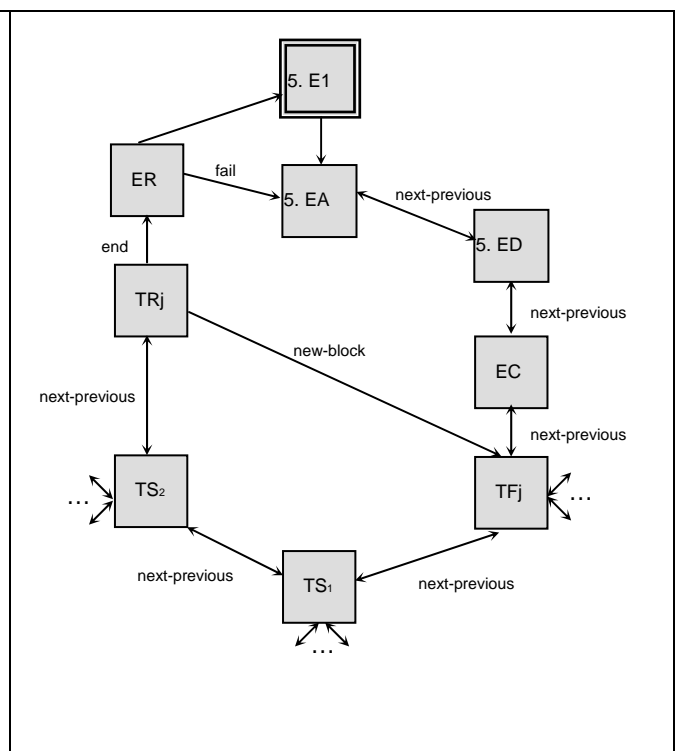 5. E1
ER
fail
5. EA
next-previous
5. ED
end
TRj
next-previous
new-block
EC
next-previous
next-previous
TS₂
...
TFj
...
next-previous
TS₁
next-previous
...